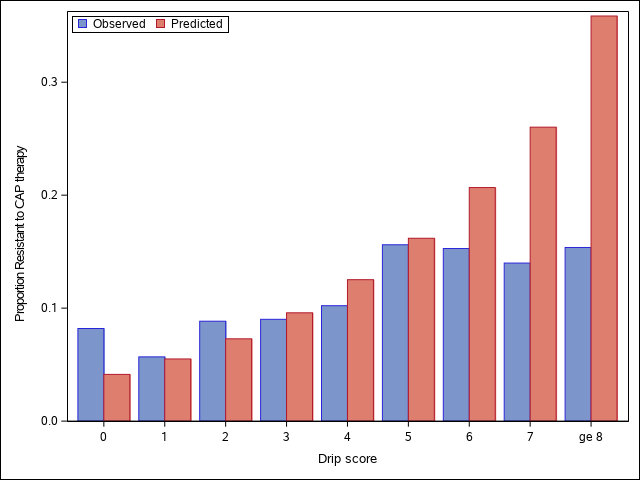 Observed Predicted
0.3
0.2
0.1
0.0
Proportion Resistant to CAP therapy
0 1 2 3 4 5 6 7 ge 8
Drip score